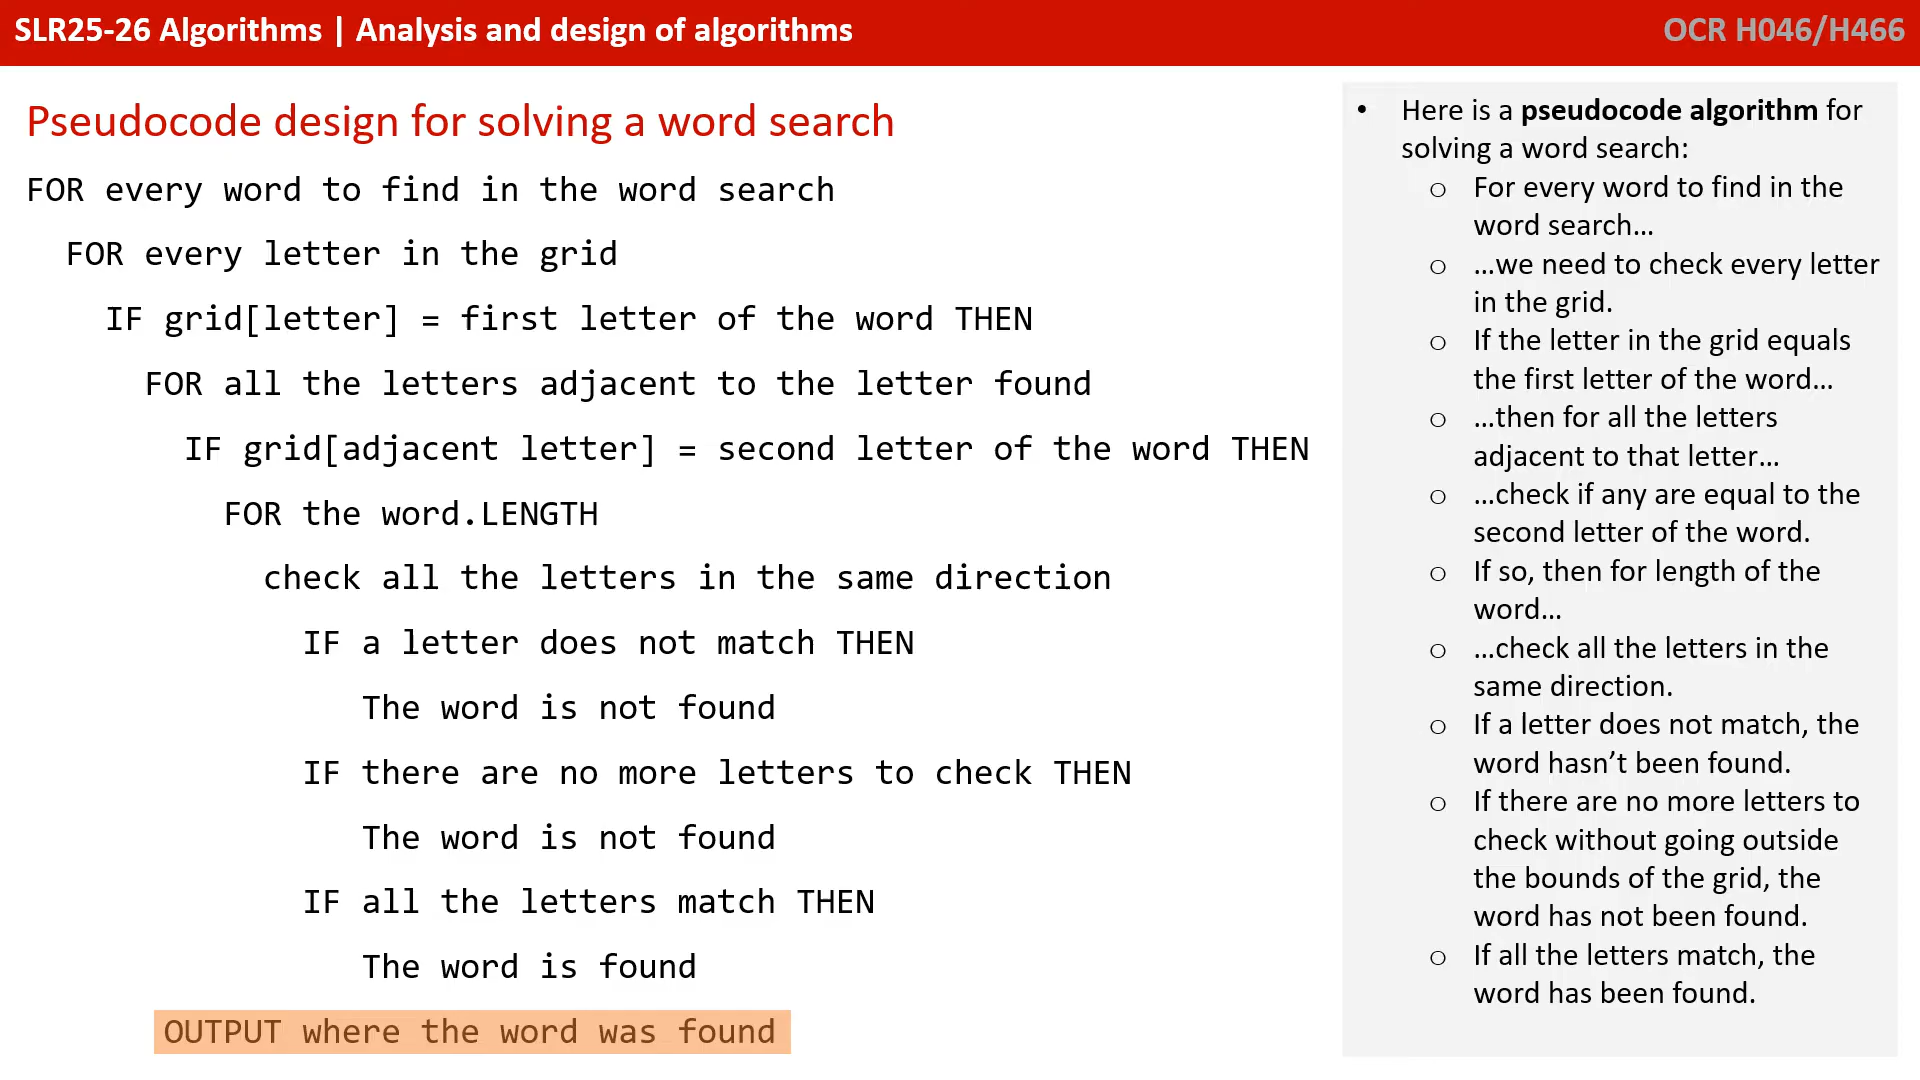 SLR25-26 Algorithms | Analysis and design of algorithms
OCR H046/H466
Pseudocode design for solving a word search
FOR every word to find in the word search
FOR every letter in the grid
IF grid[letter] = first letter of the word THEN
FOR all the letters adjacent to the letter found
IF grid[adjacent letter] = second letter of the word THEN
FOR the word.LENGTH
check all the letters in the same direction
IF a letter does not match THEN
The word is not found
IF there are no more letters to check THEN
The word is not found
IF all the letters match THEN
The word is found
OUTPUT where the word was found
• Here is a pseudocode algorithm for
solving a word search:
o For every word to find in the
word search…
o …we need to check every letter
in the grid.
o If the letter in the grid equals
the first letter of the word…
o …then for all the letters
adjacent to that letter…
o …check if any are equal to the
second letter of the word.
o If so, then for length of the
word…
o …check all the letters in the
same direction.
o If a letter does not match, the
word hasn’t been found.
o If there are no more letters to
check without going outside
the bounds of the grid, the
word has not been found.
o If all the letters match, the
word has been found.